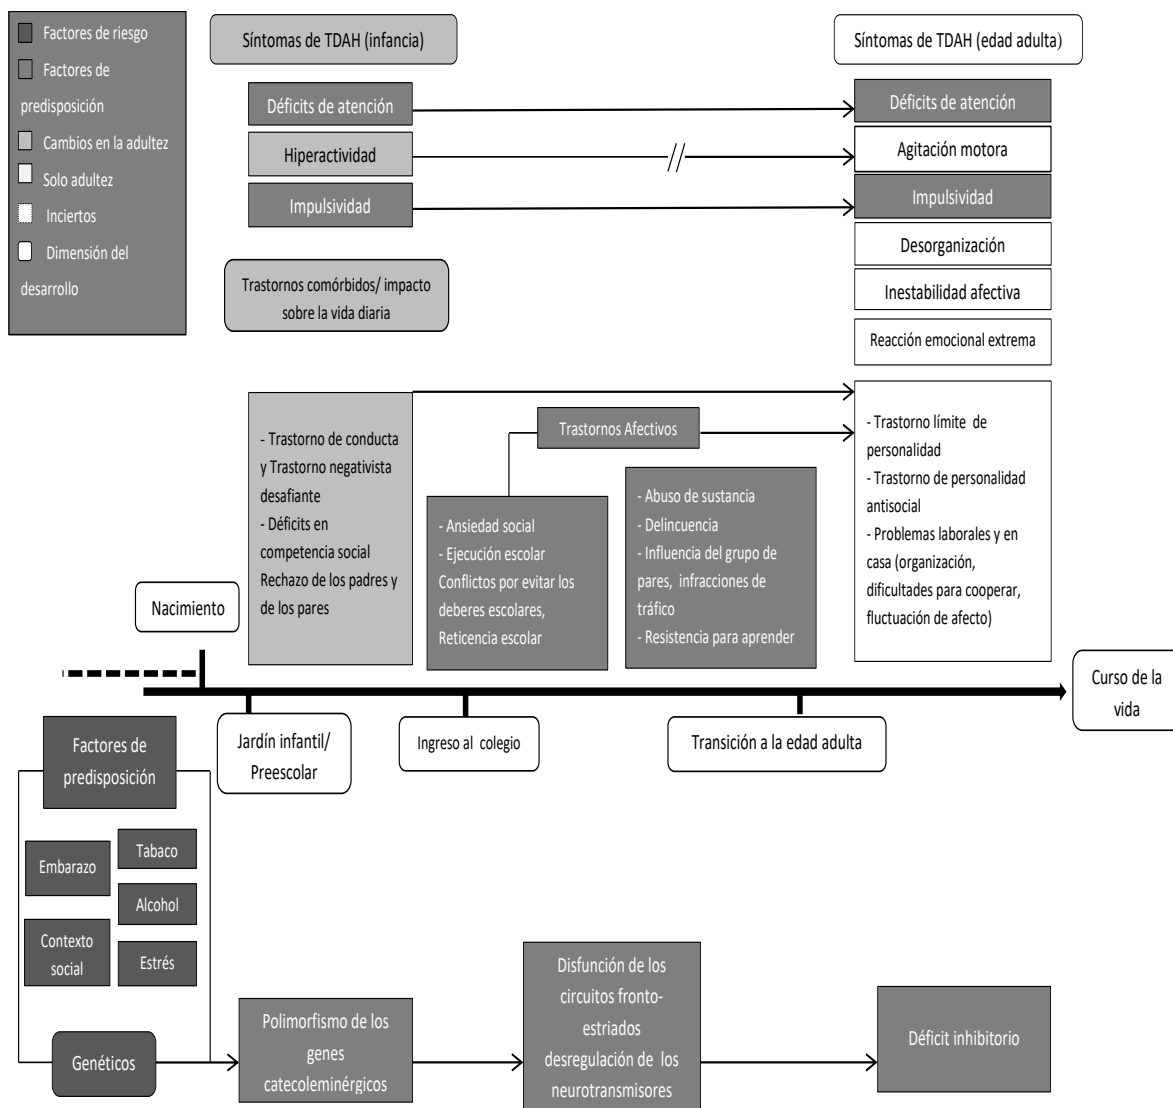 Factores de riesgo
Factores de
predisposición
Cambios en la adultez
Solo adultez
Inciertos
Dimensión del
desarrollo
Síntomas de TDAH (infancia)
Síntomas de TDAH (edad adulta)
Déficits de atención
Déficits de atención
Hiperactividad
Agitación motora
Impulsividad
Impulsividad
Desorganización
Inestabilidad afectiva
Reacción emocional extrema
Trastornos comórbidos/ impacto
sobre la vida diaria
- Trastorno de conducta
y Trastorno negativista
desafiante
- Déficits en
competencia social
Rechazo de los padres y
de los pares
Trastornos Afectivos
- Ansiedad social
- Ejecución escolar
Conflictos por evitar los
deberes escolares,
Reticencia escolar
- Abuso de sustancia
- Delincuencia
- Influencia del grupo de
pares, infracciones de
tráfico
- Resistencia para aprender
- Trastorno límite de
personalidad
- Trastorno de personalidad
antisocial
- Problemas laborales y en
casa (organización,
dificultades para cooperar,
fluctuación de afecto)
Nacimiento
Curso de la
vida
Jardín infantil/
Preescolar
Ingreso al colegio
Transición a la edad adulta
Factores de
predisposición
Embarazo
Tabaco
Alcohol
Contexto
social
Estrés
Genéticos
Polimorfismo de los
genes
catecoleminérgicos
Disfunción de los
circuitos fronto-
estriados
desregulación de los
neurotransmisores
Déficit inhibitorio